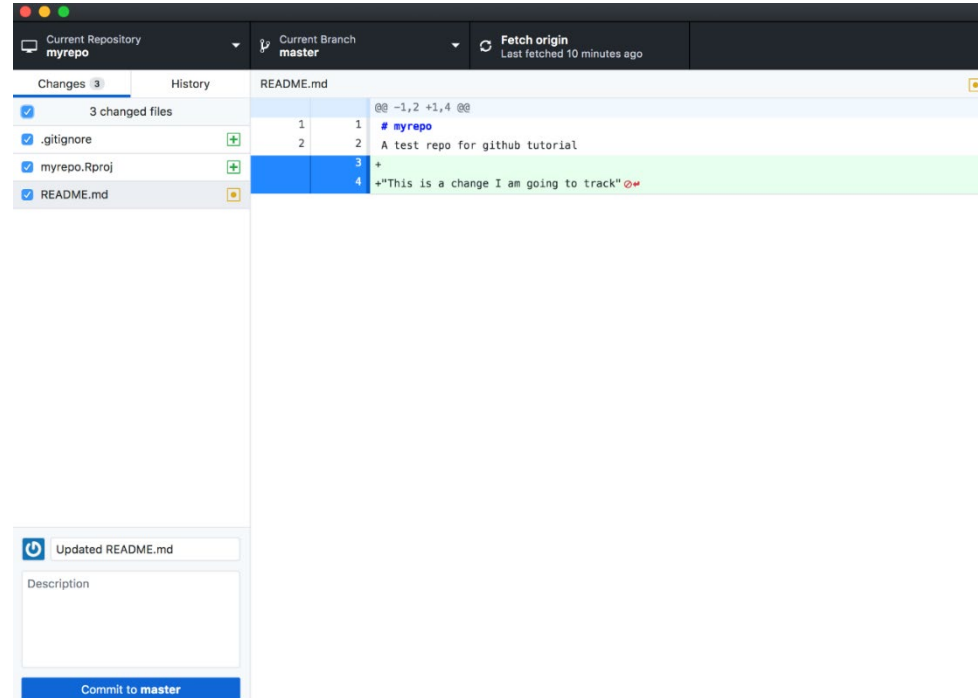 Current Repository
myrepo
Current Branch
master
Fetch origin
Last fetched 10 minutes ago
Changes 3
History
README.md
3 changed files
.gitignore
myrepo.Rproj
README.md
@@ -1,2 +1,4 @@
1 1 # myrepo
2 2 A test repo for github tutorial
3 +
4 +"This is a change I am going to track"
Updated README.md
Description
Commit to master